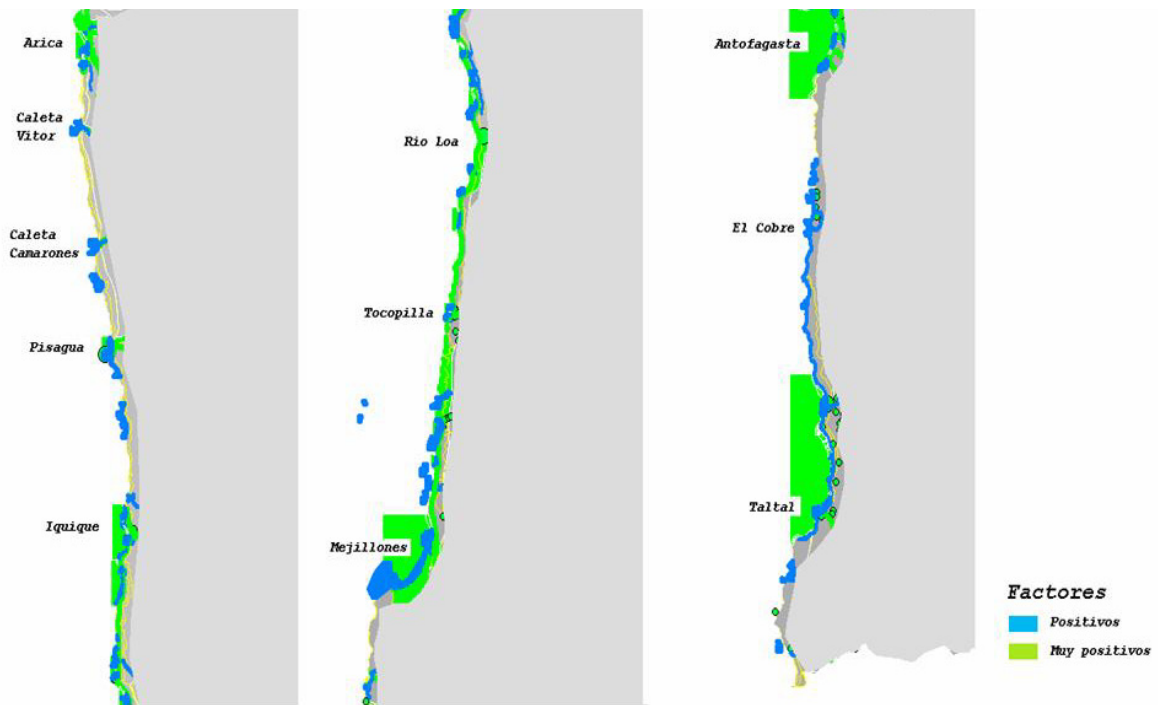 Arica
Caleta
Vitor
Caleta
Camarones
Pisagua
Iquique
Rio Loa
Tocopilla
Mejillones
Antofagasta
El Cobre
Taltal
Factores
Positivos
Muy positivos